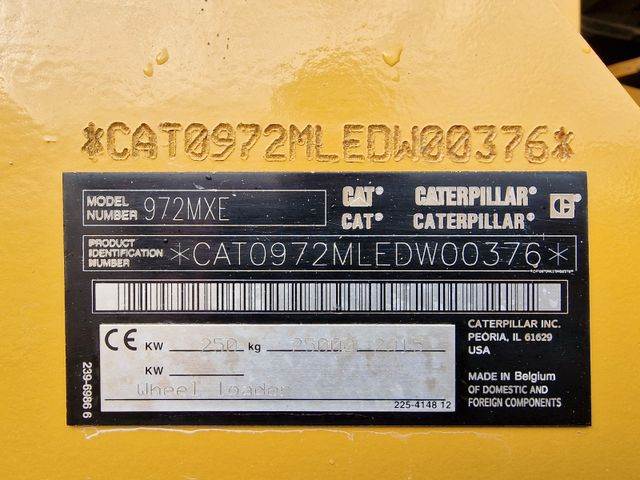 *CAT0972MLEDW00376*
MODEL NUMBER 972MXE
CAT® CATERPILLAR®
CAT® CATERPILLAR®
PRODUCT IDENTIFICATION NUMBER *CAT0972MLEDW00376*
CE KW 250 kg
KW
Wheel Loader
225-4148 12
CATERPILLAR INC.
PEORIA, IL 61629
USA
MADE IN Belgium
OF DOMESTIC AND
FOREIGN COMPONENTS
239-6986 6